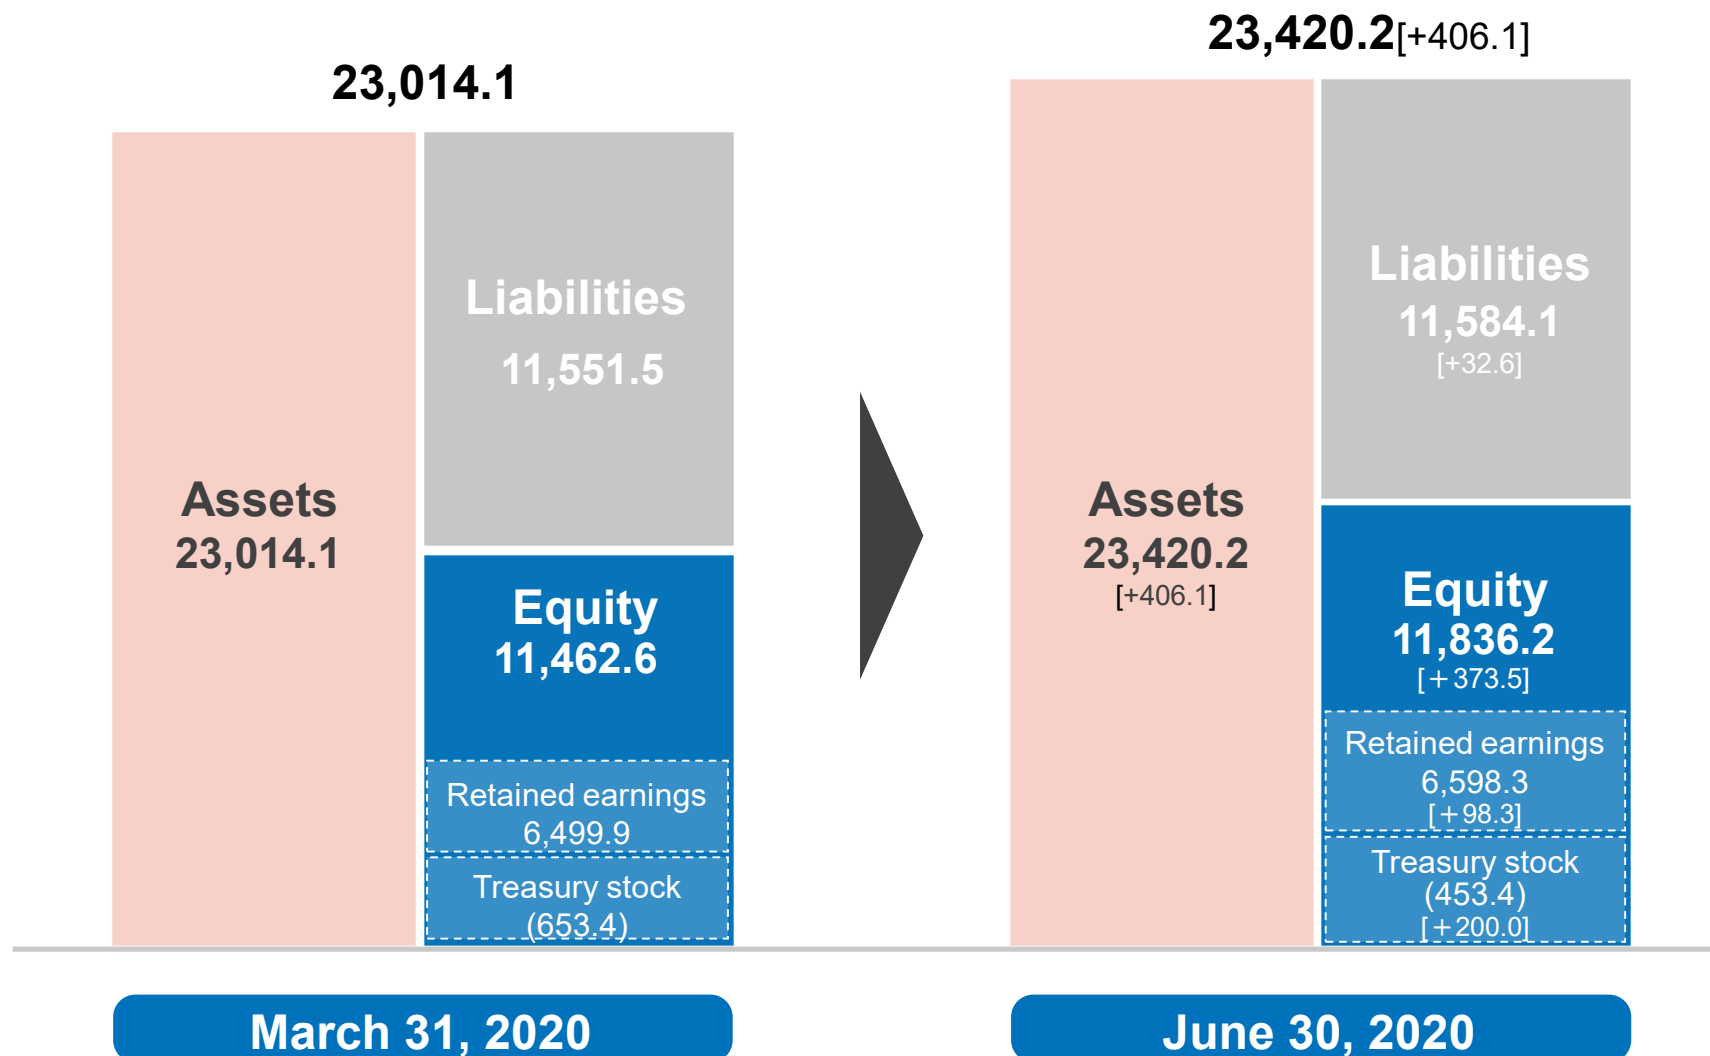 23,014.1
Assets
23,014.1
Liabilities
11,551.5
Equity
11,462.6
Retained earnings
6,499.9
Treasury stock
(653.4)
March 31, 2020
23,420.2[+406.1]
Assets
23,420.2
[+406.1]
Liabilities
11,584.1
[+32.6]
Equity
11,836.2
[+373.5]
Retained earnings
6,598.3
[+98.3]
Treasury stock
(453.4)
[+200.0]
June 30, 2020